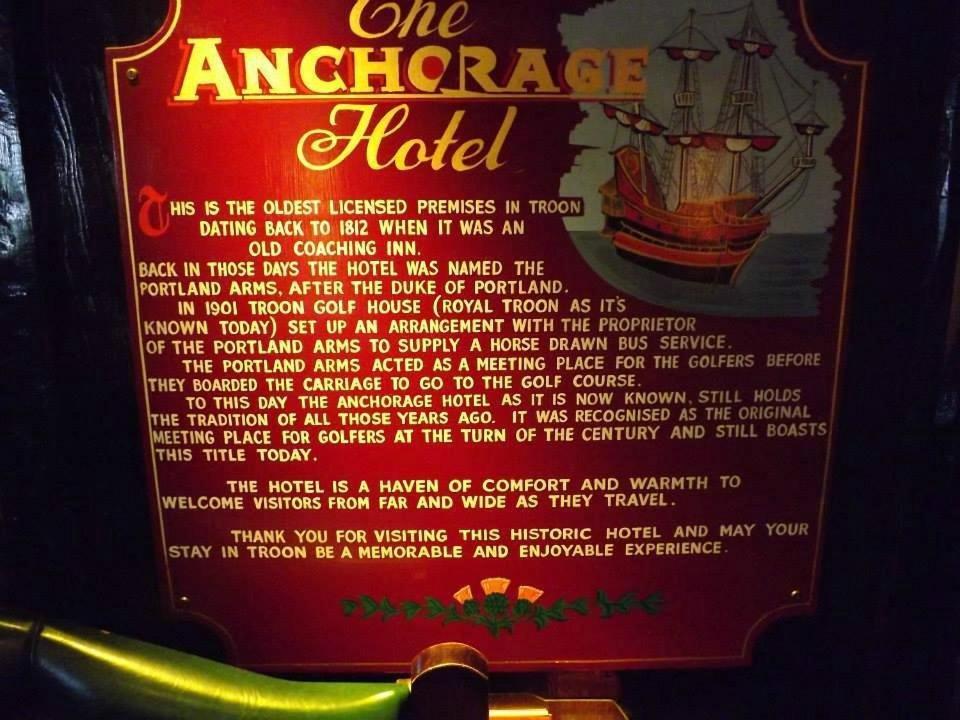 The
ANCHORAGE
Hotel
THIS IS THE OLDEST LICENSED PREMISES IN TROON
DATING BACK TO 1812 WHEN IT WAS AN
OLD COACHING INN.
BACK IN THOSE DAYS THE HOTEL WAS NAMED THE
PORTLAND ARMS, AFTER THE DUKE OF PORTLAND.
IN 1901 TROON GOLF HOUSE (ROYAL TROON AS IT'S
KNOWN TODAY) SET UP AN ARRANGEMENT WITH THE PROPRIETOR
OF THE PORTLAND ARMS TO SUPPLY A HORSE DRAWN BUS SERVICE.
THE PORTLAND ARMS ACTED AS A MEETING PLACE FOR THE GOLFERS BEFORE
THEY BOARDED THE CARRIAGE TO GO TO THE GOLF COURSE.
TO THIS DAY THE ANCHORAGE HOTEL AS IT IS NOW KNOWN, STILL HOLDS
THE TRADITION OF ALL THOSE YEARS AGO. IT WAS RECOGNISED AS THE ORIGINAL
MEETING PLACE FOR GOLFERS AT THE TURN OF THE CENTURY AND STILL BOASTS
THIS TITLE TODAY.
THE HOTEL IS A HAVEN OF COMFORT AND WARMTH TO
WELCOME VISITORS FROM FAR AND WIDE AS THEY TRAVEL.
THANK YOU FOR VISITING THIS HISTORIC HOTEL AND MAY YOUR
STAY IN TROON BE A MEMORABLE AND ENJOYABLE EXPERIENCE.